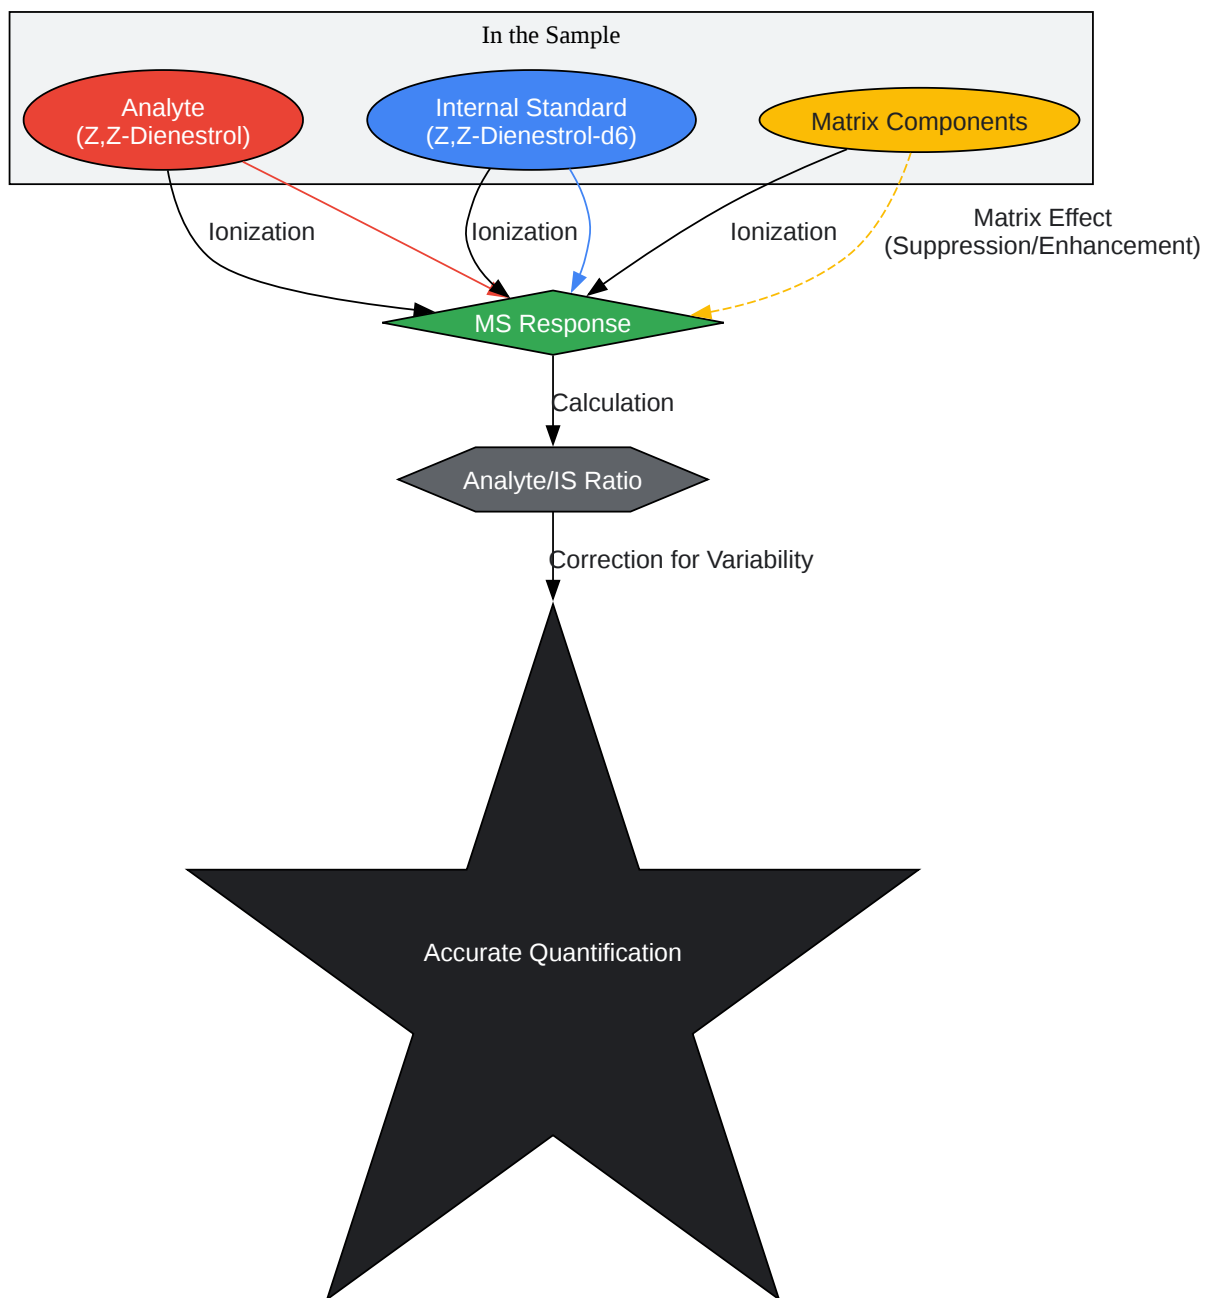 In the Sample
Analyte
(Z,Z-Dienestrol)
Internal Standard
(Z,Z-Dienestrol-d6)
Matrix Components
Ionization
Ionization
Ionization
Matrix Effect
(Suppression/Enhancement)
MS Response
Calculation
Analyte/IS Ratio
Correction for Variability
Accurate Quantification